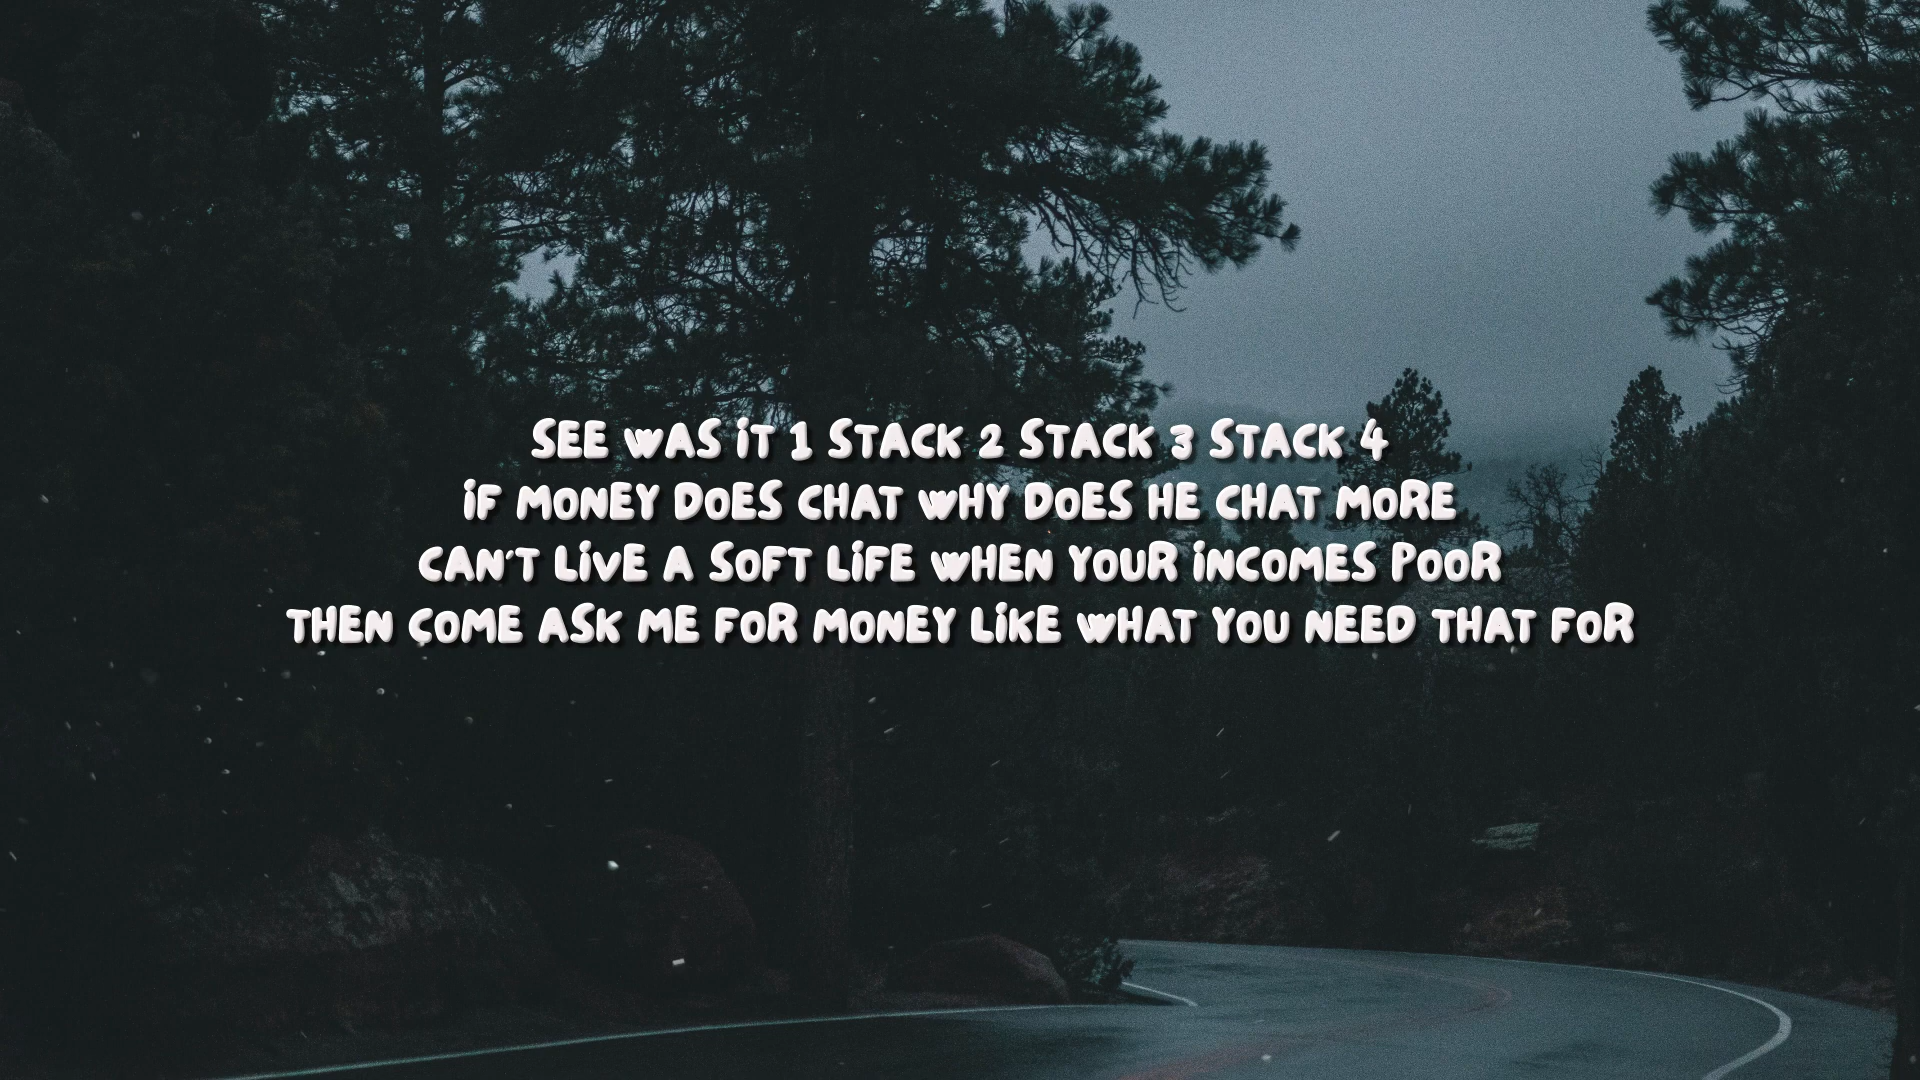 SEE WAS IT 1 STACK 2 STACK 3 STACK 4
IF MONEY DOES CHAT WHY DOES HE CHAT MORE
CAN'T LIVE A SOFT LIFE WHEN YOUR INCOMES POOR
THEN COME ASK ME FOR MONEY LIKE WHAT YOU NEED THAT FOR